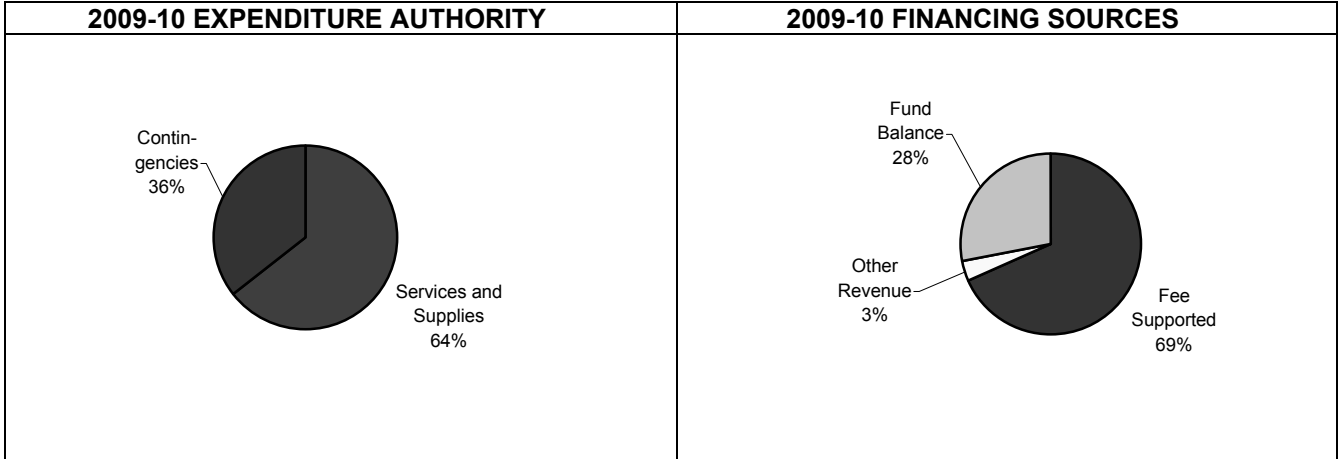 2009-10 EXPENDITURE AUTHORITY
Contin-
gencies
36%
Services and
Supplies
64%
2009-10 FINANCING SOURCES
Fund
Balance
28%
Other
Revenue
3%
Fee
Supported
69%